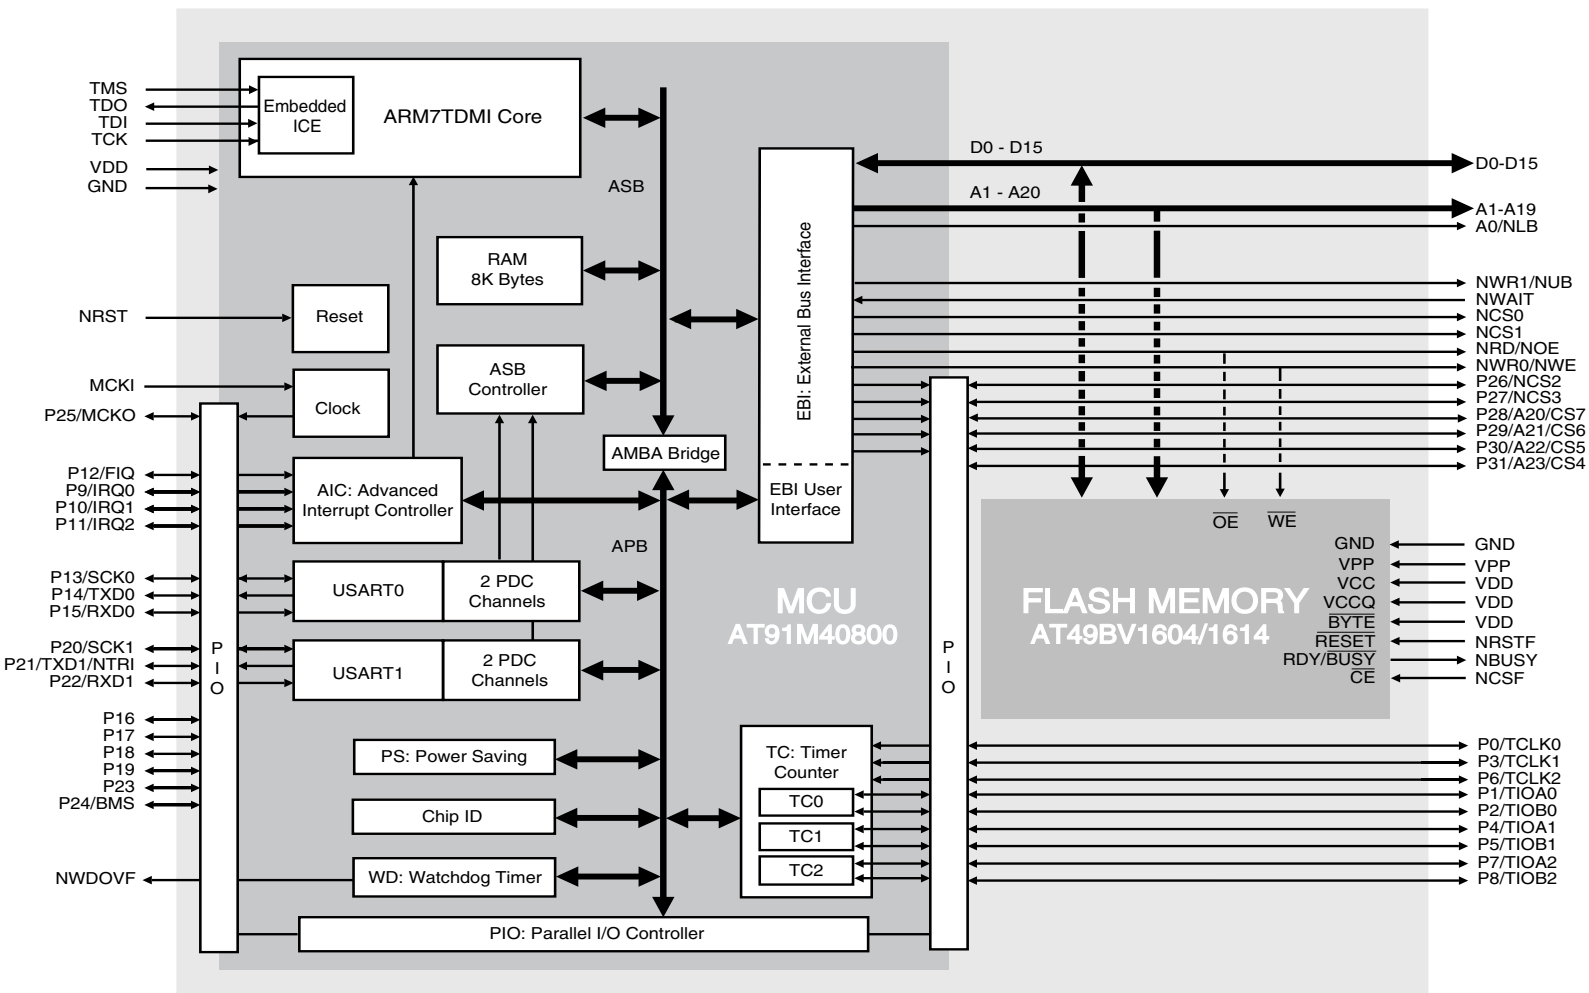 TMS
TDO
TDI
TCK
VDD
GND
NRST
MCKI
P25/MCKO
P12/FIQ
P9/IRQ0
P10/IRQ1
P11/IRQ2
P13/SCK0
P14/TXD0
P15/RXD0
P20/SCK1
P21/TXD1/NTRI
P22/RXD1
P16
P17
P18
P19
P23
P24/BMS
NWDOVF
PIO
Embedded
ICE
ARM7TDMI Core
ASB
RAM
8K Bytes
Reset
ASB
Controller
Clock
AMBA Bridge
AIC: Advanced
Interrupt Controller
APB
USART0
2 PDC
Channels
USART1
2 PDC
Channels
PS: Power Saving
Chip ID
WD: Watchdog Timer
PIO: Parallel I/O Controller
EBI: External Bus Interface
EBI User
Interface
MCU
AT91M40800
TC: Timer
Counter
TC0
TC1
TC2
PIO
D0 - D15
A1 - A20
OE
WE
FLASH MEMORY
AT49BV1604/1614
GND
VPP
VCC
VCCQ
BYTE
RESET
RDY/BUSY
CE
D0-D15
A1-A19
A0/NLB
NWR1/NUB
NWAIT
NCS0
NCS1
NRD/NOE
NWR0/NWE
P26/NCS2
P27/NCS3
P28/A20/CS7
P29/A21/CS6
P30/A22/CS5
P31/A23/CS4
GND
VPP
VDD
VDD
VDD
NRSTF
NBUSY
NCSF
P0/TCLK0
P3/TCLK1
P6/TCLK2
P1/TIOA0
P2/TIOB0
P4/TIOA1
P5/TIOB1
P7/TIOA2
P8/TIOB2